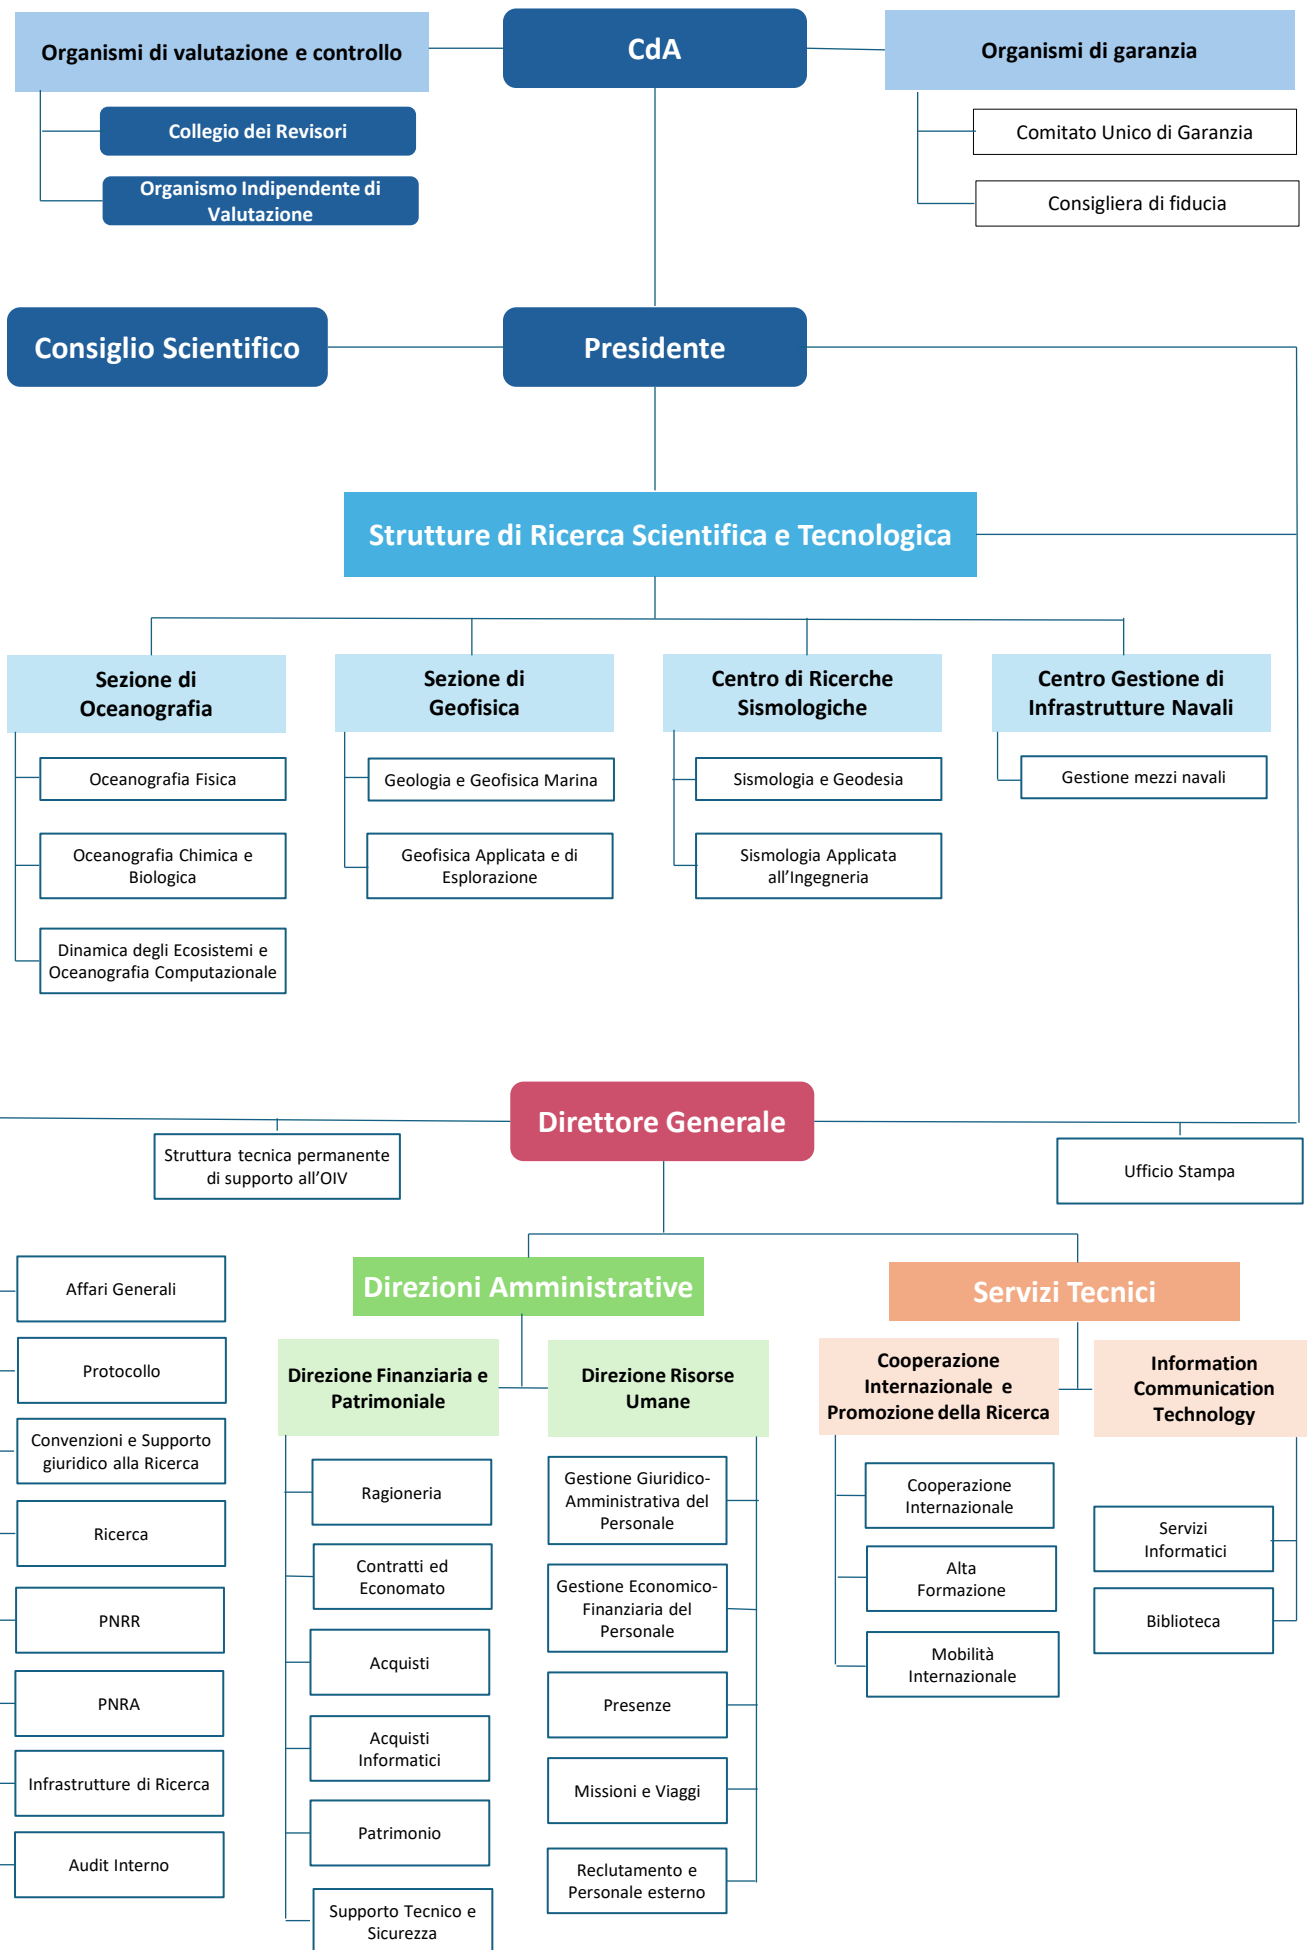 Organismi di valutazione e controllo
CdA
Organismi di garanzia
Collegio dei Revisori
Organismo Indipendente di
Valutazione
Comitato Unico di Garanzia
Consigliera di fiducia
Consiglio Scientifico
Presidente
Strutture di Ricerca Scientifica e Tecnologica
Sezione di
Oceanografia
Oceanografia Fisica
Oceanografia Chimica e
Biologica
Dinamica degli Ecosistemi e
Oceanografia Computazionale
Sezione di
Geofisica
Geologia e Geofisica Marina
Geofisica Applicata e di
Esplorazione
Centro di Ricerche
Sismologiche
Sismologia e Geodesia
Sismologia Applicata
all’Ingegneria
Centro Gestione di
Infrastrutture Navali
Gestione mezzi navali
Direttore Generale
Struttura tecnica permanente
di supporto all’OIV
Ufficio Stampa
Affari Generali
Protocollo
Convenzioni e Supporto
giuridico alla Ricerca
Ricerca
PNRR
PNRA
Infrastrutture di Ricerca
Audit Interno
Direzioni Amministrative
Direzione Finanziaria e
Patrimoniale
Ragioneria
Contratti ed
Economato
Acquisti
Acquisti
Informatici
Patrimonio
Supporto Tecnico e
Sicurezza
Direzione Risorse
Umane
Gestione Giuridico-
Amministrativa del
Personale
Gestione Economico-
Finanziaria del
Personale
Presenze
Missioni e Viaggi
Reclutamento e
Personale esterno
Servizi Tecnici
Cooperazione
Internazionale e
Promozione della Ricerca
Cooperazione
Internazionale
Alta
Formazione
Mobilità
Internazionale
Information
Communication
Technology
Servizi
Informatici
Biblioteca